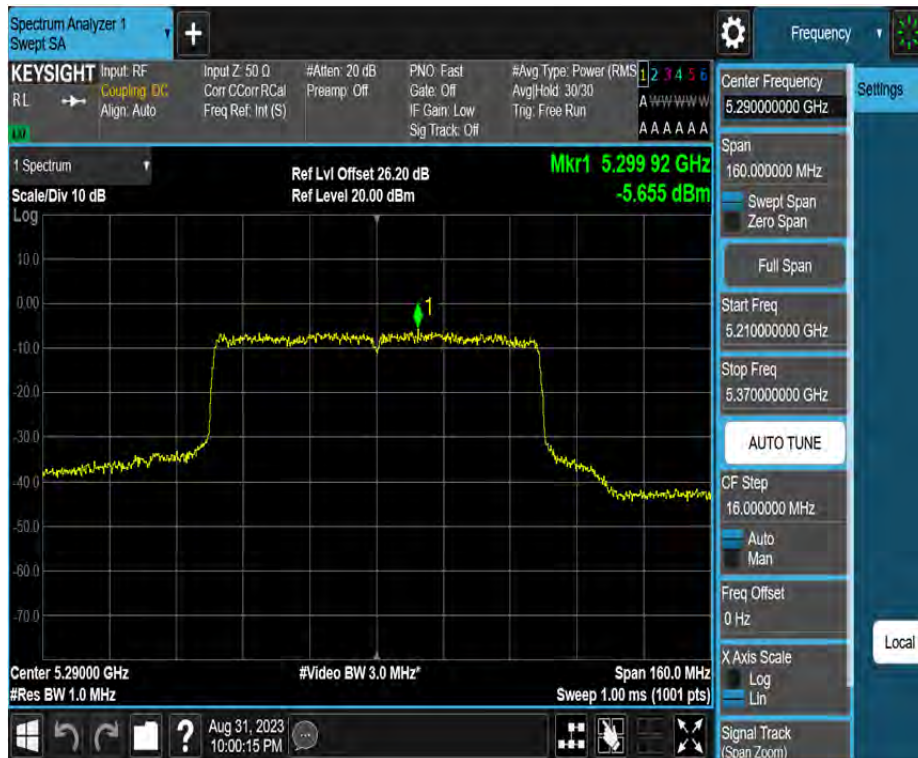 Spectrum Analyzer 1
Swept SA
+
Frequency
KEYSIGHT
RL
Input: RF
Coupling: DC
Align: Auto
Input Z: 50 Ω
Corr CCorr RCal
Freq Ref: Int (S)
#Atten: 20 dB
Preamp: Off
PNO: Fast
Gate: Off
IF Gain: Low
Sig Track: Off
#Avg Type: Power (RMS
Avg|Hold: 30/30
Trig: Free Run
1 2 3 4 5 6
A W W W W W
A A A A A A
1 Spectrum
Scale/Div 10 dB
Ref Lvl Offset 26.20 dB
Ref Level 20.00 dBm
Mkr1 5.299 92 GHz
-5.655 dBm
Log
10.0
0.00
-10.0
-20.0
-30.0
-40.0
-50.0
-60.0
-70.0
1
Center 5.29000 GHz
#Res BW 1.0 MHz
#Video BW 3.0 MHz*
Span 160.0 MHz
Sweep 1.00 ms (1001 pts)
?
Aug 31, 2023
10:00:15 PM
Center Frequency
5.290000000 GHz
Settings
Span
160.000000 MHz
Swept Span
Zero Span
Full Span
Start Freq
5.210000000 GHz
Stop Freq
5.370000000 GHz
AUTO TUNE
CF Step
16.000000 MHz
Auto
Man
Freq Offset
0 Hz
X Axis Scale
Log
Lin
Local
Signal Track
(Span Zoom)